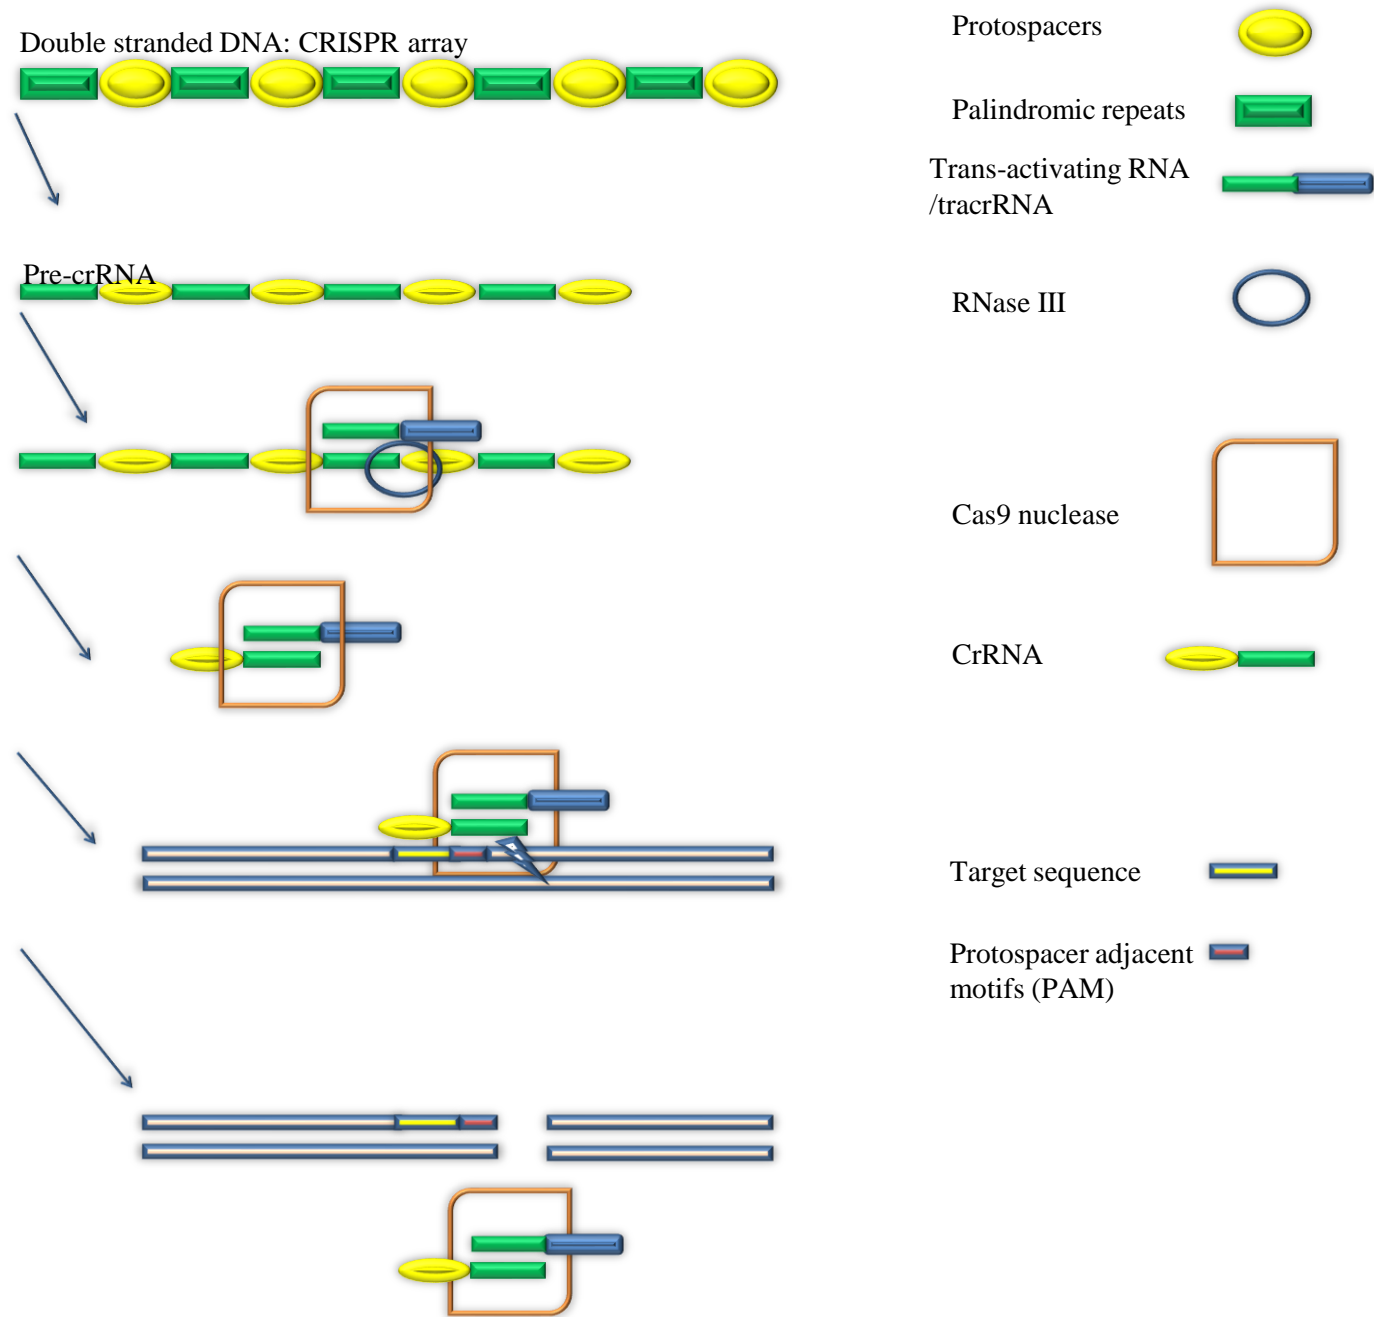 Double stranded DNA: CRISPR array
Pre-crRNA
Protospacers
Palindromic repeats
Trans-activating RNA
/tracrRNA
RNase III
Cas9 nuclease
CrRNA
Target sequence
Protospacer adjacent
motifs (PAM)